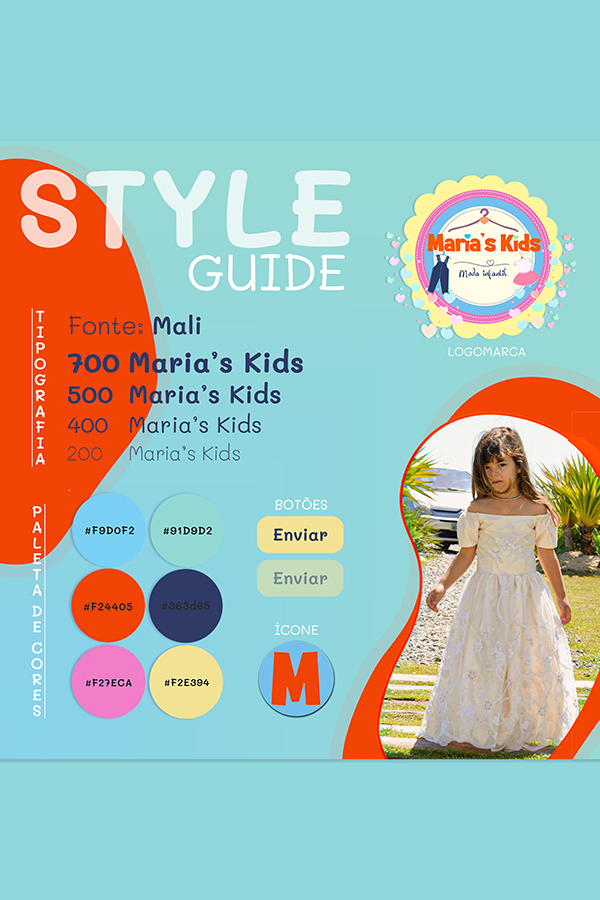 STYLE
GUIDE
Maria's Kids
Moda infantil
LOGOMARCA
TIPOGRAFIA
Fonte: Mali
700 Maria's Kids
500 Maria's Kids
400 Maria's Kids
200 Maria's Kids
PALETA DE CORES
#F9D0F2
#91D9D2
#F24405
#363d65
#F27ECA
#F2E394
BOTÕES
Enviar
Enviar
ÍCONE
M